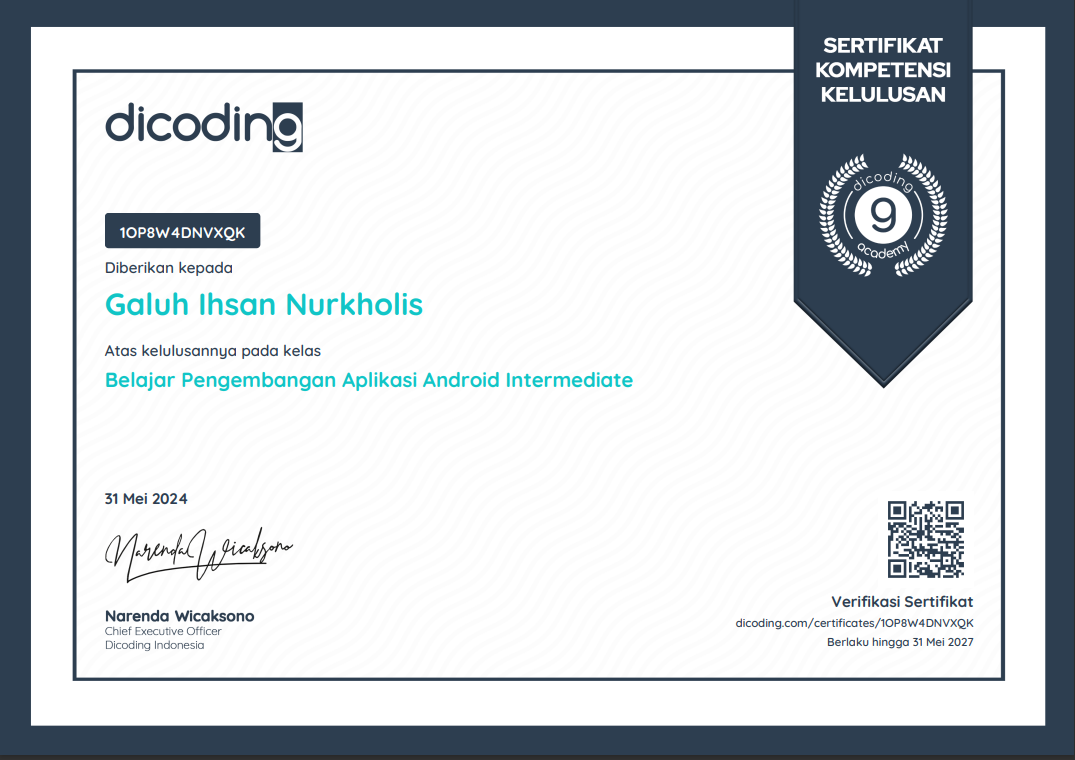 SERTIFIKAT
KOMPETENSI
KELULUSAN
dicoding
dicoding
9
academy
1OP8W4DNVXQK
Diberikan kepada
Galuh Ihsan Nurkholis
Atas kelulusannya pada kelas
Belajar Pengembangan Aplikasi Android Intermediate
31 Mei 2024
Narenda Wicaksono
Narenda Wicaksono
Chief Executive Officer
Dicoding Indonesia
Verifikasi Sertifikat
dicoding.com/certificates/1OP8W4DNVXQK
Berlaku hingga 31 Mei 2027